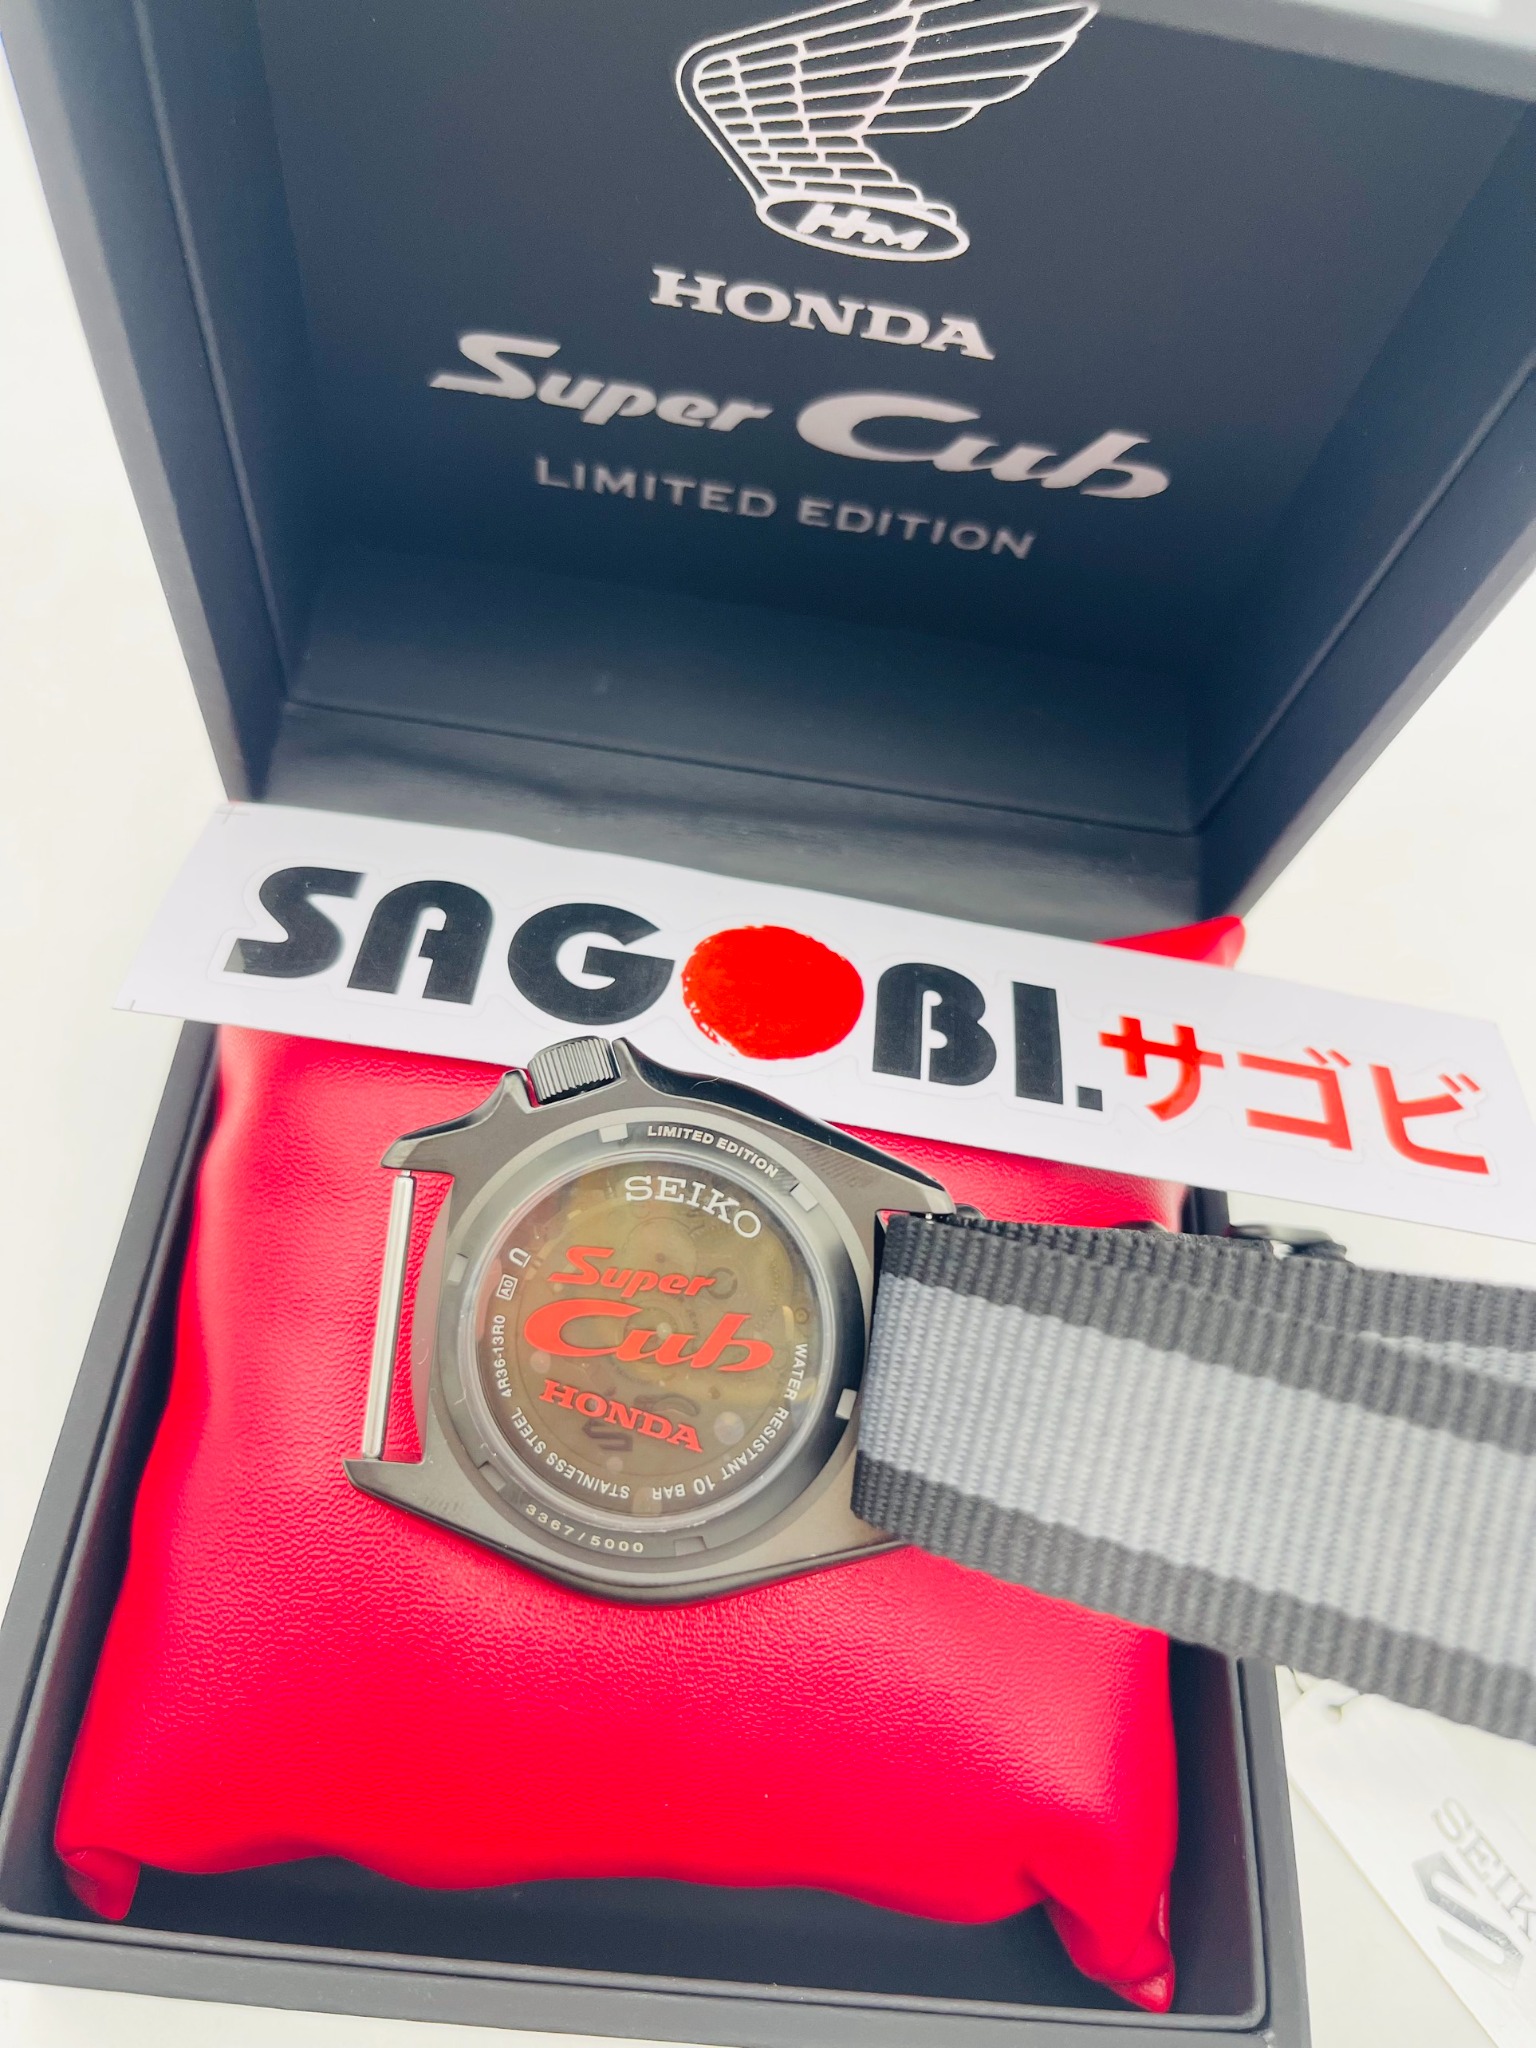 HM
HONDA
Super Cub
LIMITED EDITION
SAGOBI.サゴビ
LIMITED EDITION
SEIKO
Super
Cub
HONDA
WATER RESISTANT 10 BAR
STAINLESS STEEL
4R36-13R0
A0
3367/5000
SEIKO